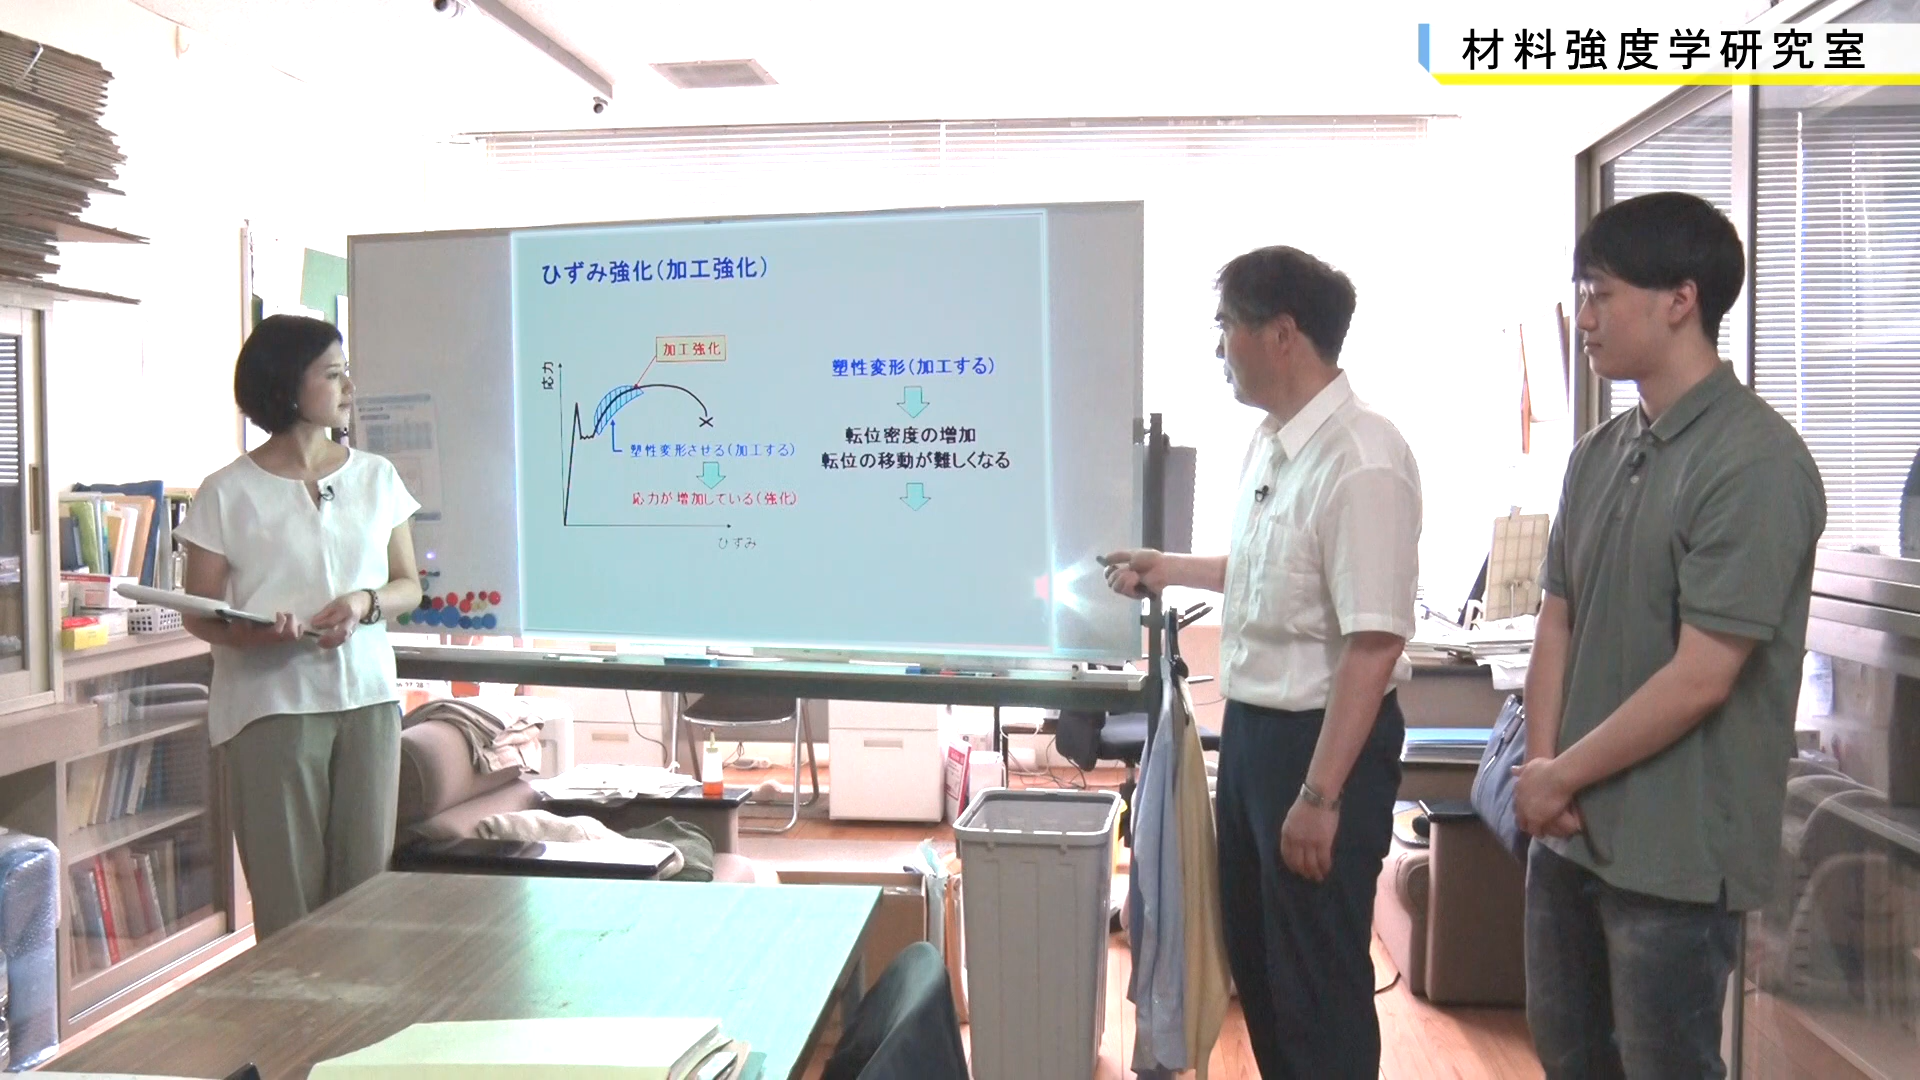 材料強度学研究室
ひずみ強化(加工強化)
加工強化
応力
塑性変形させる(加工する)
応力が増加している(強化)
ひずみ
塑性変形(加工する)
転位密度の増加
転位の移動が難しくなる